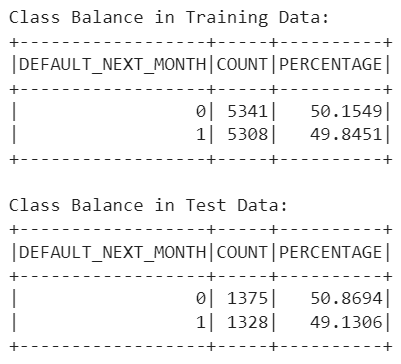 Class Balance in Training Data:
+------------------+-----+----------+
|DEFAULT_NEXT_MONTH|COUNT|PERCENTAGE|
+------------------+-----+----------+
|                 0| 5341|   50.1549|
|                 1| 5308|   49.8451|
+------------------+-----+----------+

Class Balance in Test Data:
+------------------+-----+----------+
|DEFAULT_NEXT_MONTH|COUNT|PERCENTAGE|
+------------------+-----+----------+
|                 0| 1375|   50.8694|
|                 1| 1328|   49.1306|
+------------------+-----+----------+